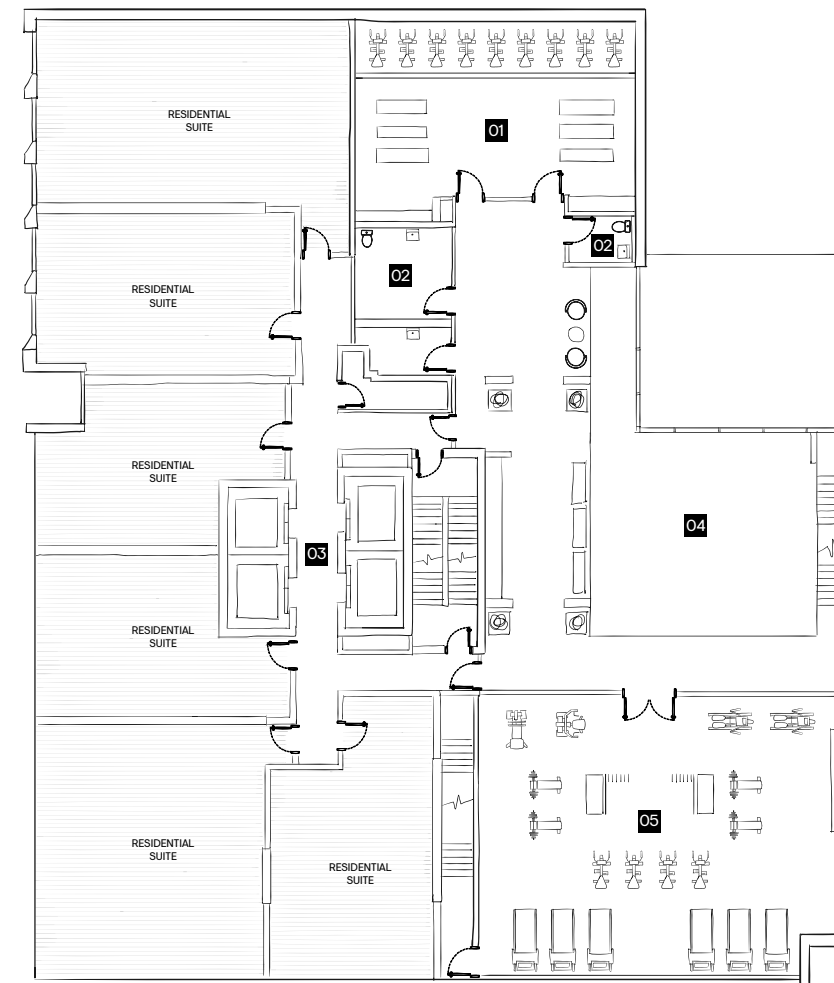 RESIDENTIAL
SUITE
01
02
02
RESIDENTIAL
SUITE
RESIDENTIAL
SUITE
04
03
RESIDENTIAL
SUITE
05
RESIDENTIAL
SUITE
RESIDENTIAL
SUITE